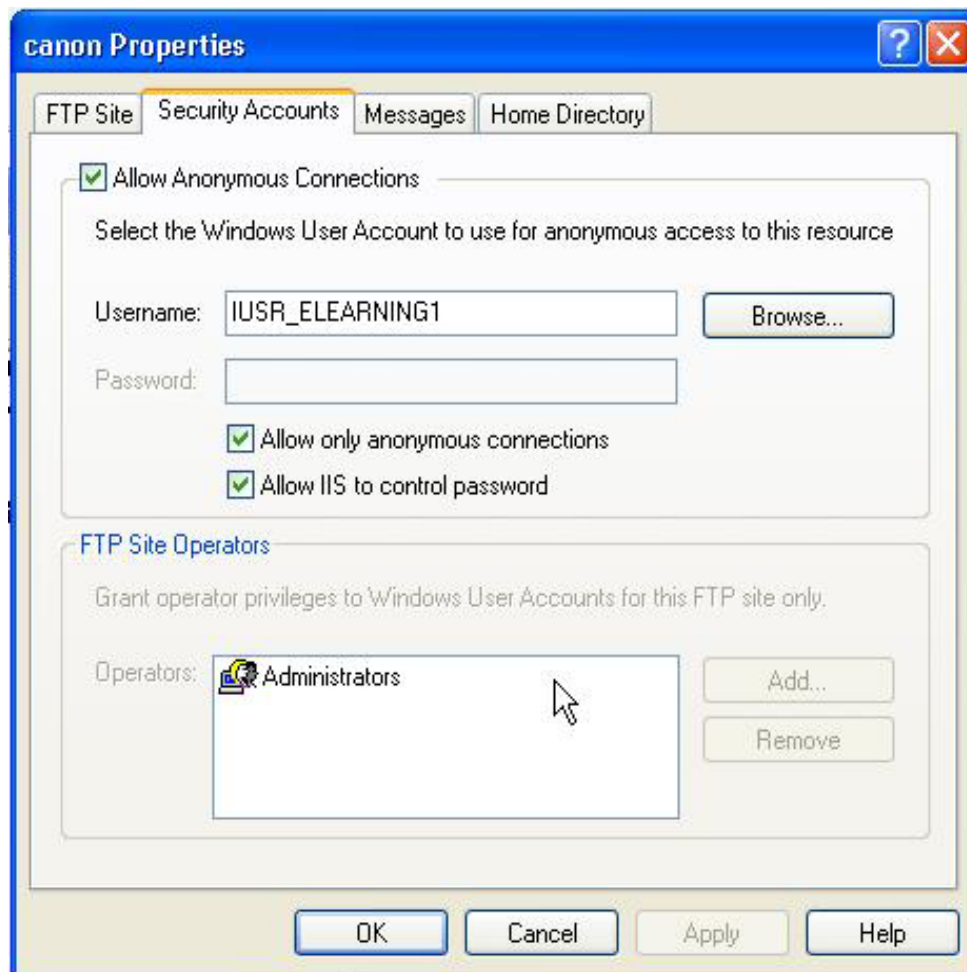 canon Properties
FTP Site Security Accounts Messages Home Directory
Allow Anonymous Connections
Select the Windows User Account to use for anonymous access to this resource
Username: IUSR_ELEARNING1 Browse...
Password:
Allow only anonymous connections
Allow IIS to control password
FTP Site Operators
Grant operator privileges to Windows User Accounts for this FTP site only.
Operators: Administrators Add...
Remove
OK Cancel Apply Help